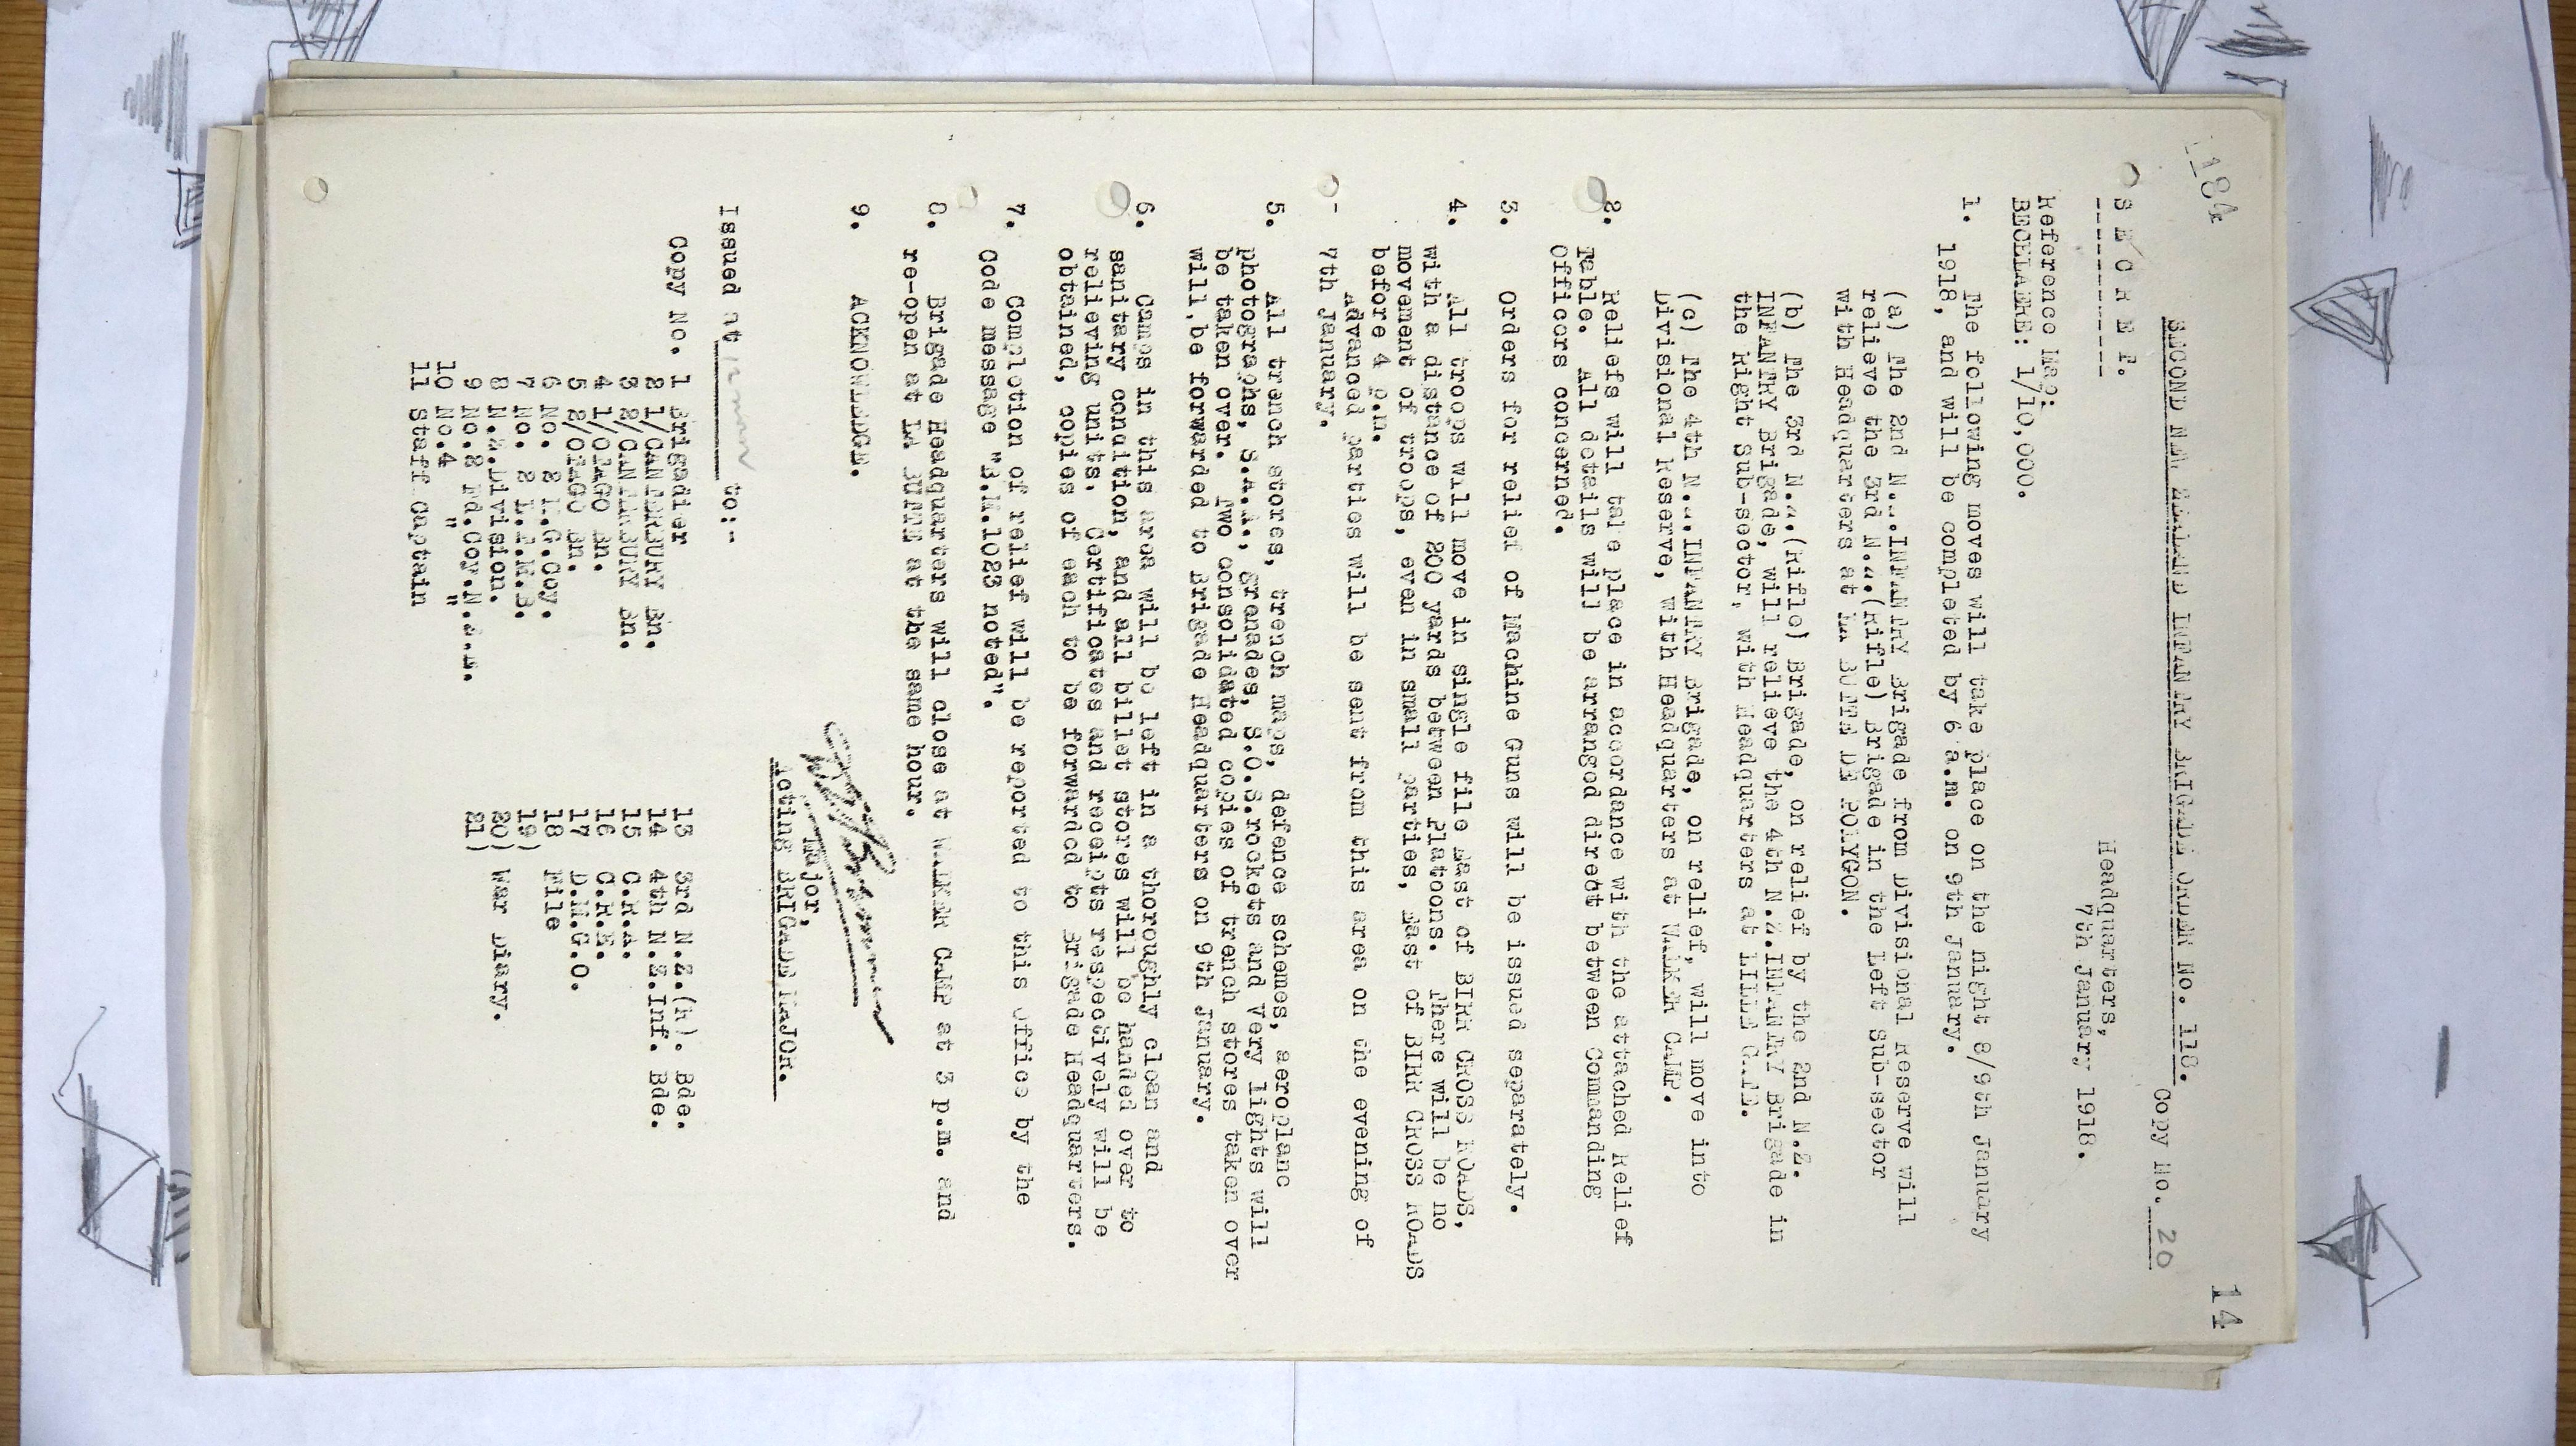 1184
14
SECOND NEW ZEALAND INFANTRY BRIGADE ORDER No. 118.
Copy No. 20
S E C R E T.
Headquarters,
7th January 1918.
Reference Map:
BECELAERE: 1/10,000.
1. The following moves will take place on the night 8/9th January
1918, and will be completed by 6 a.m. on 9th January.
(a) The 2nd N.Z.INFANTRY Brigade from Divisional Reserve will
relieve the 3rd N.Z.(Rifle) Brigade in the Left Sub-sector
with Headquarters at LA BUTTE DE POLYGON.
(b) The 3rd N.Z.(Rifle) Brigade, on relief by the 2nd N.Z.
INFANTRY Brigade, will relieve the 4th N.Z.INFANTRY Brigade in
the Right Sub-sector, with Headquarters at LILLE GATE.
(c) The 4th N.Z.INFANTRY Brigade, on relief, will move into
Divisional Reserve, with Headquarters at WALKER CAMP.
2. Reliefs will take place in accordance with the attached Relief
Table. All details will be arranged direct between Commanding
Officers concerned.
3. Orders for relief of Machine Guns will be issued separately.
4. All troops will move in single file East of BIRR CROSS ROADS,
with a distance of 200 yards between Platoons. There will be no
movement of troops, even in small parties, East of BIRR CROSS ROADS
before 4 p.m.
- Advanced parties will be sent from this area on the evening of
7th January.
5. All trench stores, trench maps, defence schemes, aeroplane
photographs, S.A.A., grenades, S.O.S.rockets and Very lights will
be taken over. Two consolidated copies of trench stores taken over
will be forwarded to Brigade Headquarters on 9th January.
6. Camps in this area will be left in a thoroughly clean and
sanitary condition, and all billet stores will be handed over to
relieving units. Certificates and receipts respectively will be
obtained, copies of each to be forwarded to Brigade Headquarters.
7. Completion of relief will be reported to this office by the
Code message "B.M.1023 noted".
8. Brigade Headquarters will close at WALKER CAMP at 3 p.m. and
re-open at LA BUTTE at the same hour.
9. ACKNOWLEDGE.
Major,
Acting BRIGADE MAJOR.
Issued at to:-
Copy No. 1 Brigadier
2 1/CANTERBURY Bn.
3 2/CANTERBURY Bn.
4 1/OTAGO Bn.
5 2/OTAGO Bn.
6 No. 2 M.G.Coy.
7 No. 2 L.T.M.B.
8 N.Z.Division.
9 No.2 Fd.Coy.N.Z.E.
10 No.4 " "
11 Staff Captain
13 3rd N.Z.(R). Bde.
14 4th N.Z.Inf. Bde.
15 C.R.A.
16 C.R.E.
17 D.M.G.O.
18 File
19)
20) War Diary.
21)